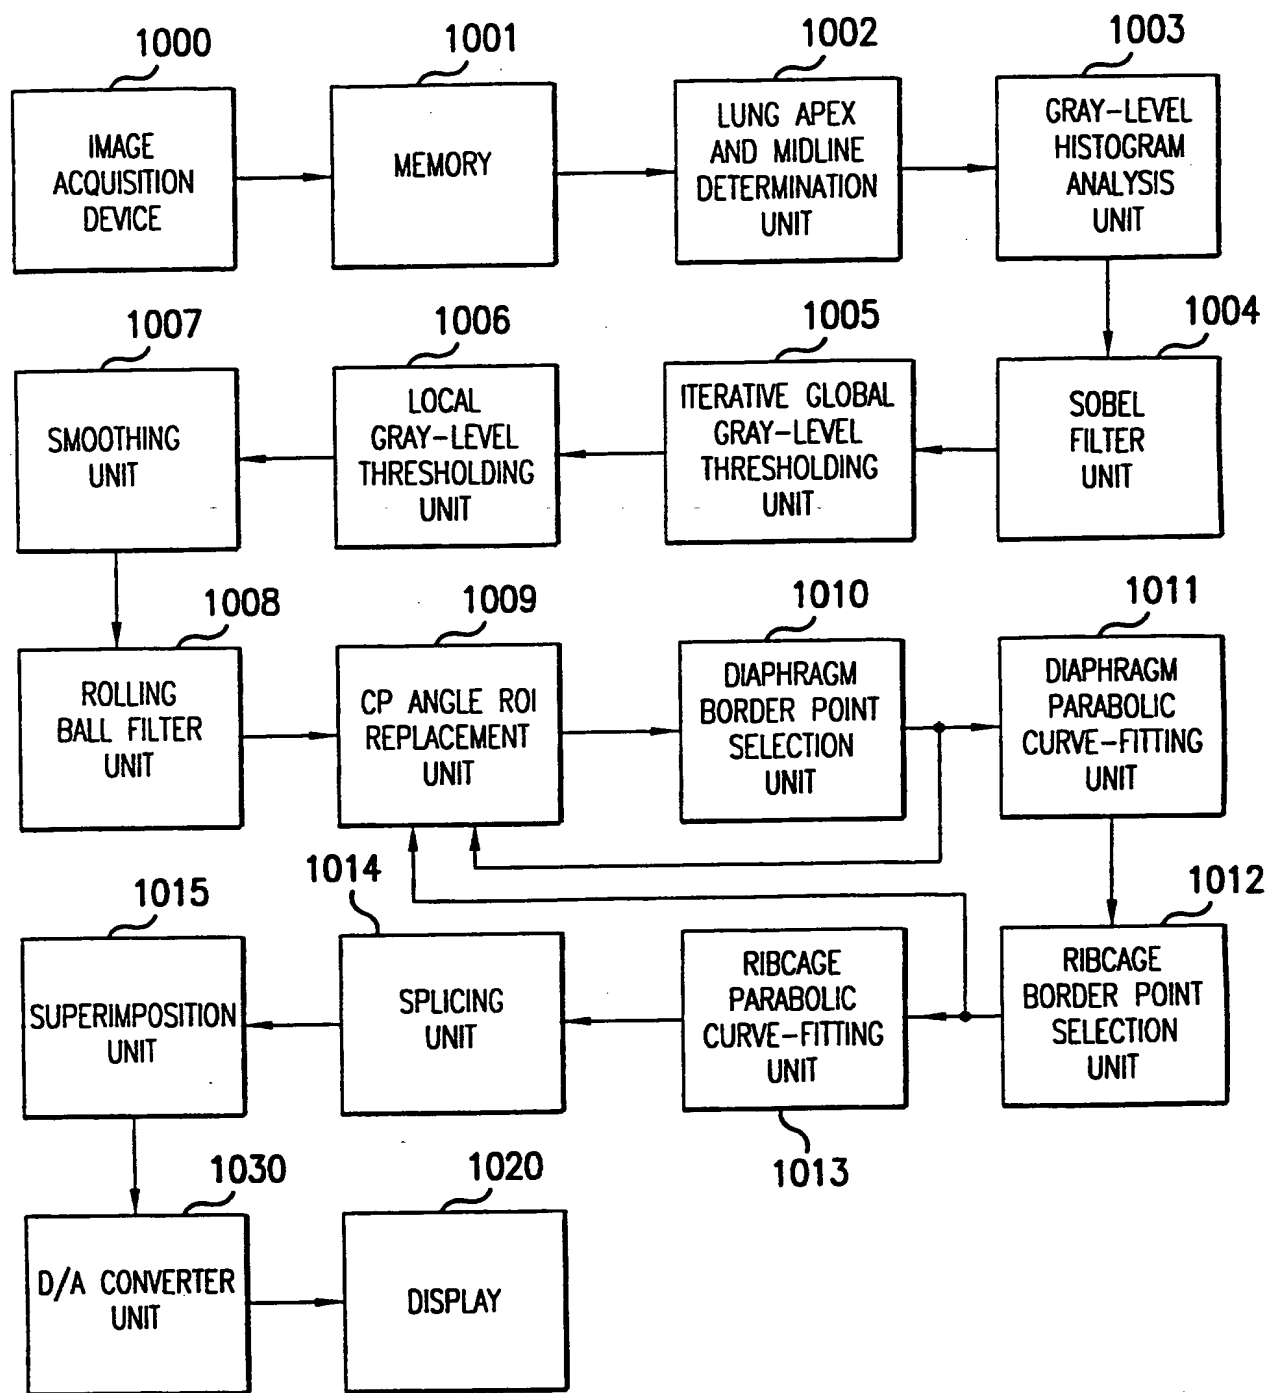 1000
1001
1002
1003
IMAGE
ACQUISITION
DEVICE
MEMORY
LUNG APEX
AND MIDLINE
DETERMINATION
UNIT
GRAY-LEVEL
HISTOGRAM
ANALYSIS
UNIT
1007
1006
1005
1004
SMOOTHING
UNIT
LOCAL
GRAY-LEVEL
THRESHOLDING
UNIT
ITERATIVE GLOBAL
GRAY-LEVEL
THRESHOLDING
UNIT
SOBEL
FILTER
UNIT
1008
1009
1010
1011
ROLLING
BALL FILTER
UNIT
CP ANGLE ROI
REPLACEMENT
UNIT
DIAPHRAGM
BORDER POINT
SELECTION
UNIT
DIAPHRAGM
PARABOLIC
CURVE-FITTING
UNIT
1015
1014
1012
SUPERIMPOSITION
UNIT
SPLICING
UNIT
RIBCAGE
PARABOLIC
CURVE-FITTING
UNIT
1013
RIBCAGE
BORDER POINT
SELECTION
UNIT
1030
1020
D/A CONVERTER
UNIT
DISPLAY